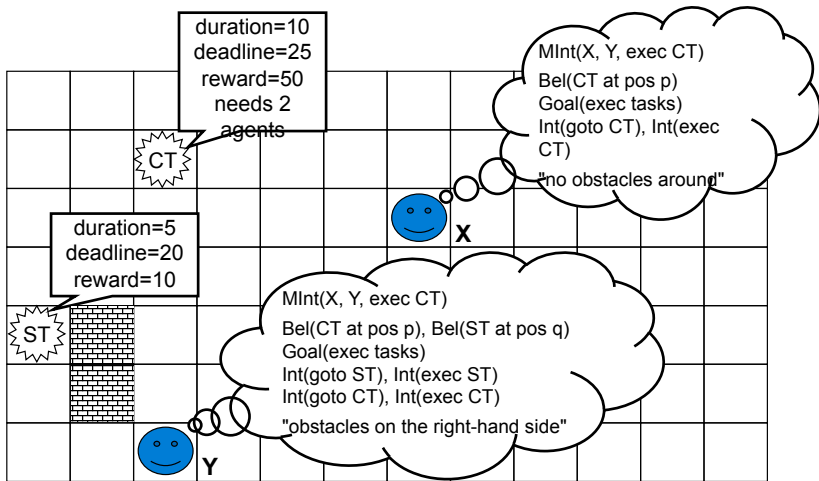 duration=10
deadline=25
reward=50
needs 2
agents
CT
MInt(X, Y, exec CT)
Bel(CT at pos p)
Goal(exec tasks)
Int(goto CT), Int(exec
CT)
"no obstacles around"
X
duration=5
deadline=20
reward=10
ST
MInt(X, Y, exec CT)
Bel(CT at pos p), Bel(ST at pos q)
Goal(exec tasks)
Int(goto ST), Int(exec ST)
Int(goto CT), Int(exec CT)
"obstacles on the right-hand side"
Y